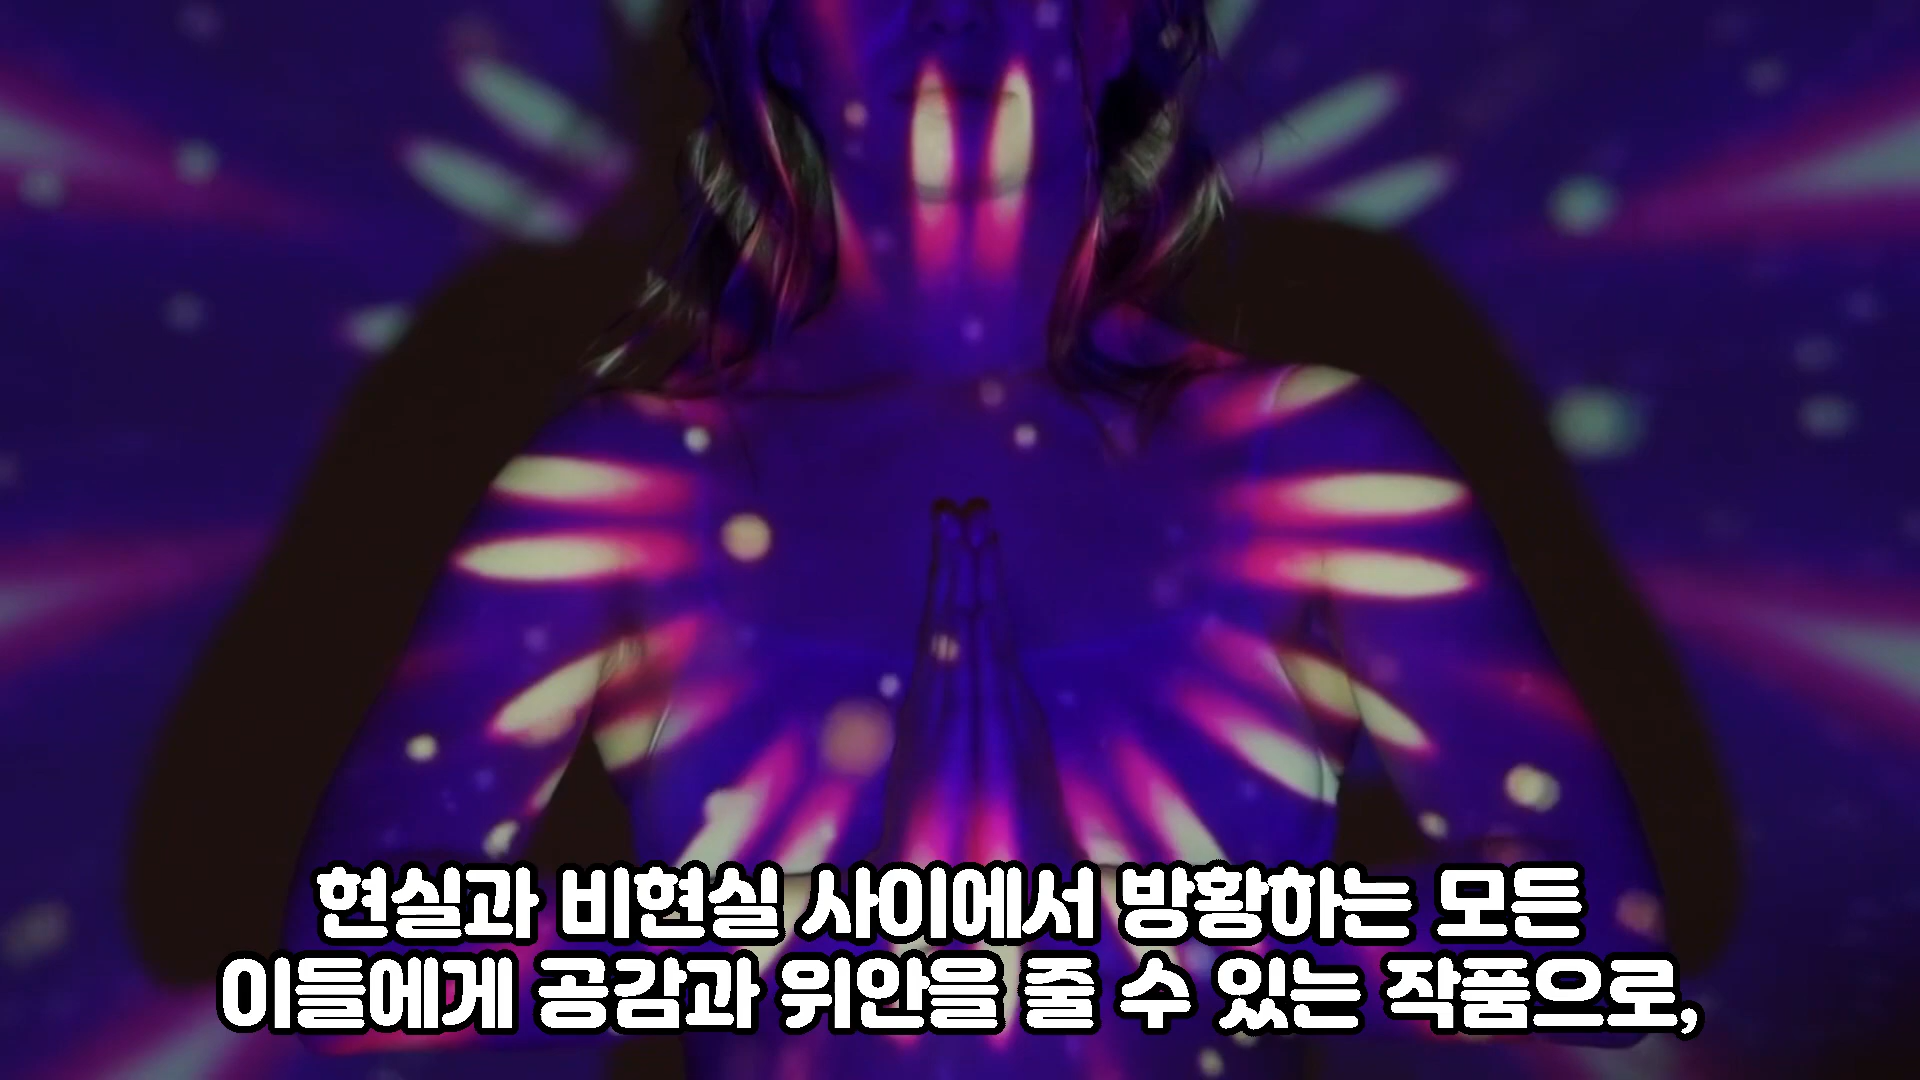 현실과 비현실 사이에서 방황하는 모든
이들에게 공감과 위안을 줄 수 있는 작품으로,